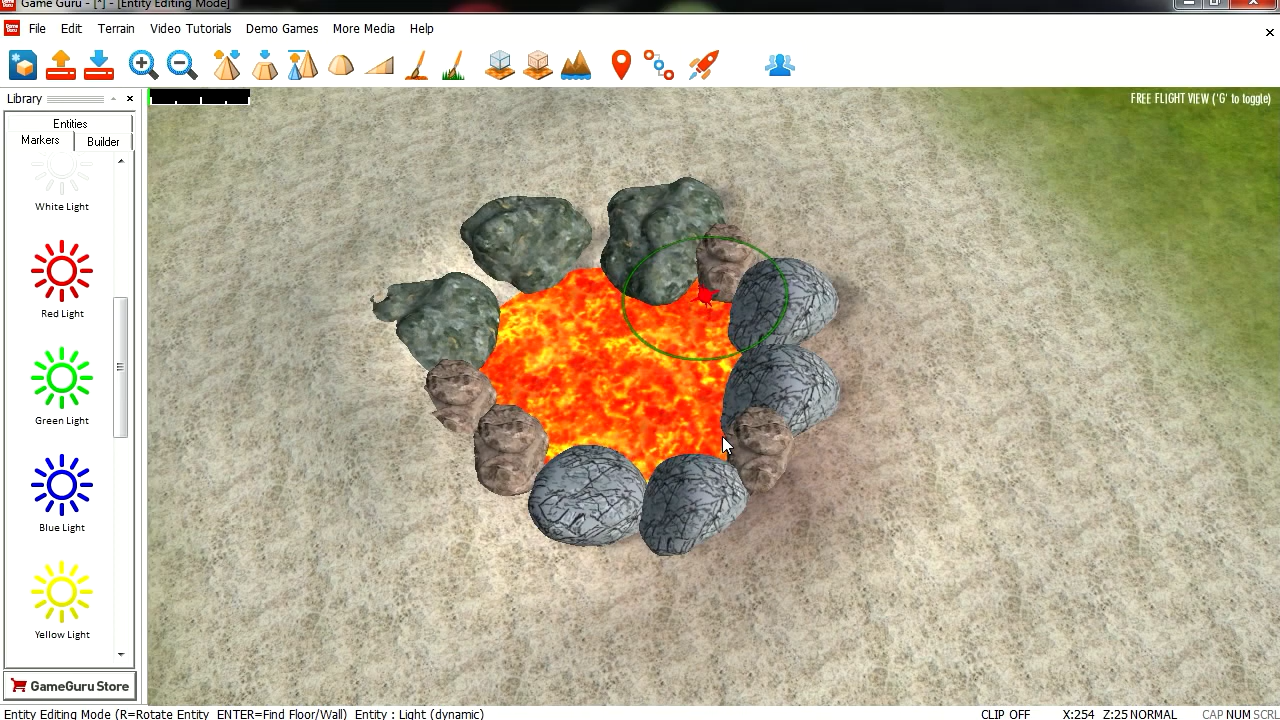 Game Guru - [*] - [Entity Editing Mode]
File Edit Terrain Video Tutorials Demo Games More Media Help
Library
FREE FLIGHT VIEW ('G' to toggle)
Entities
Markers Builder
White Light
Red Light
Green Light
Blue Light
Yellow Light
GameGuru Store
Entity Editing Mode (R=Rotate Entity ENTER=Find Floor/Wall) Entity : Light (dynamic) CLIP OFF X:254 Z:25 NORMAL CAP NUM SCRL